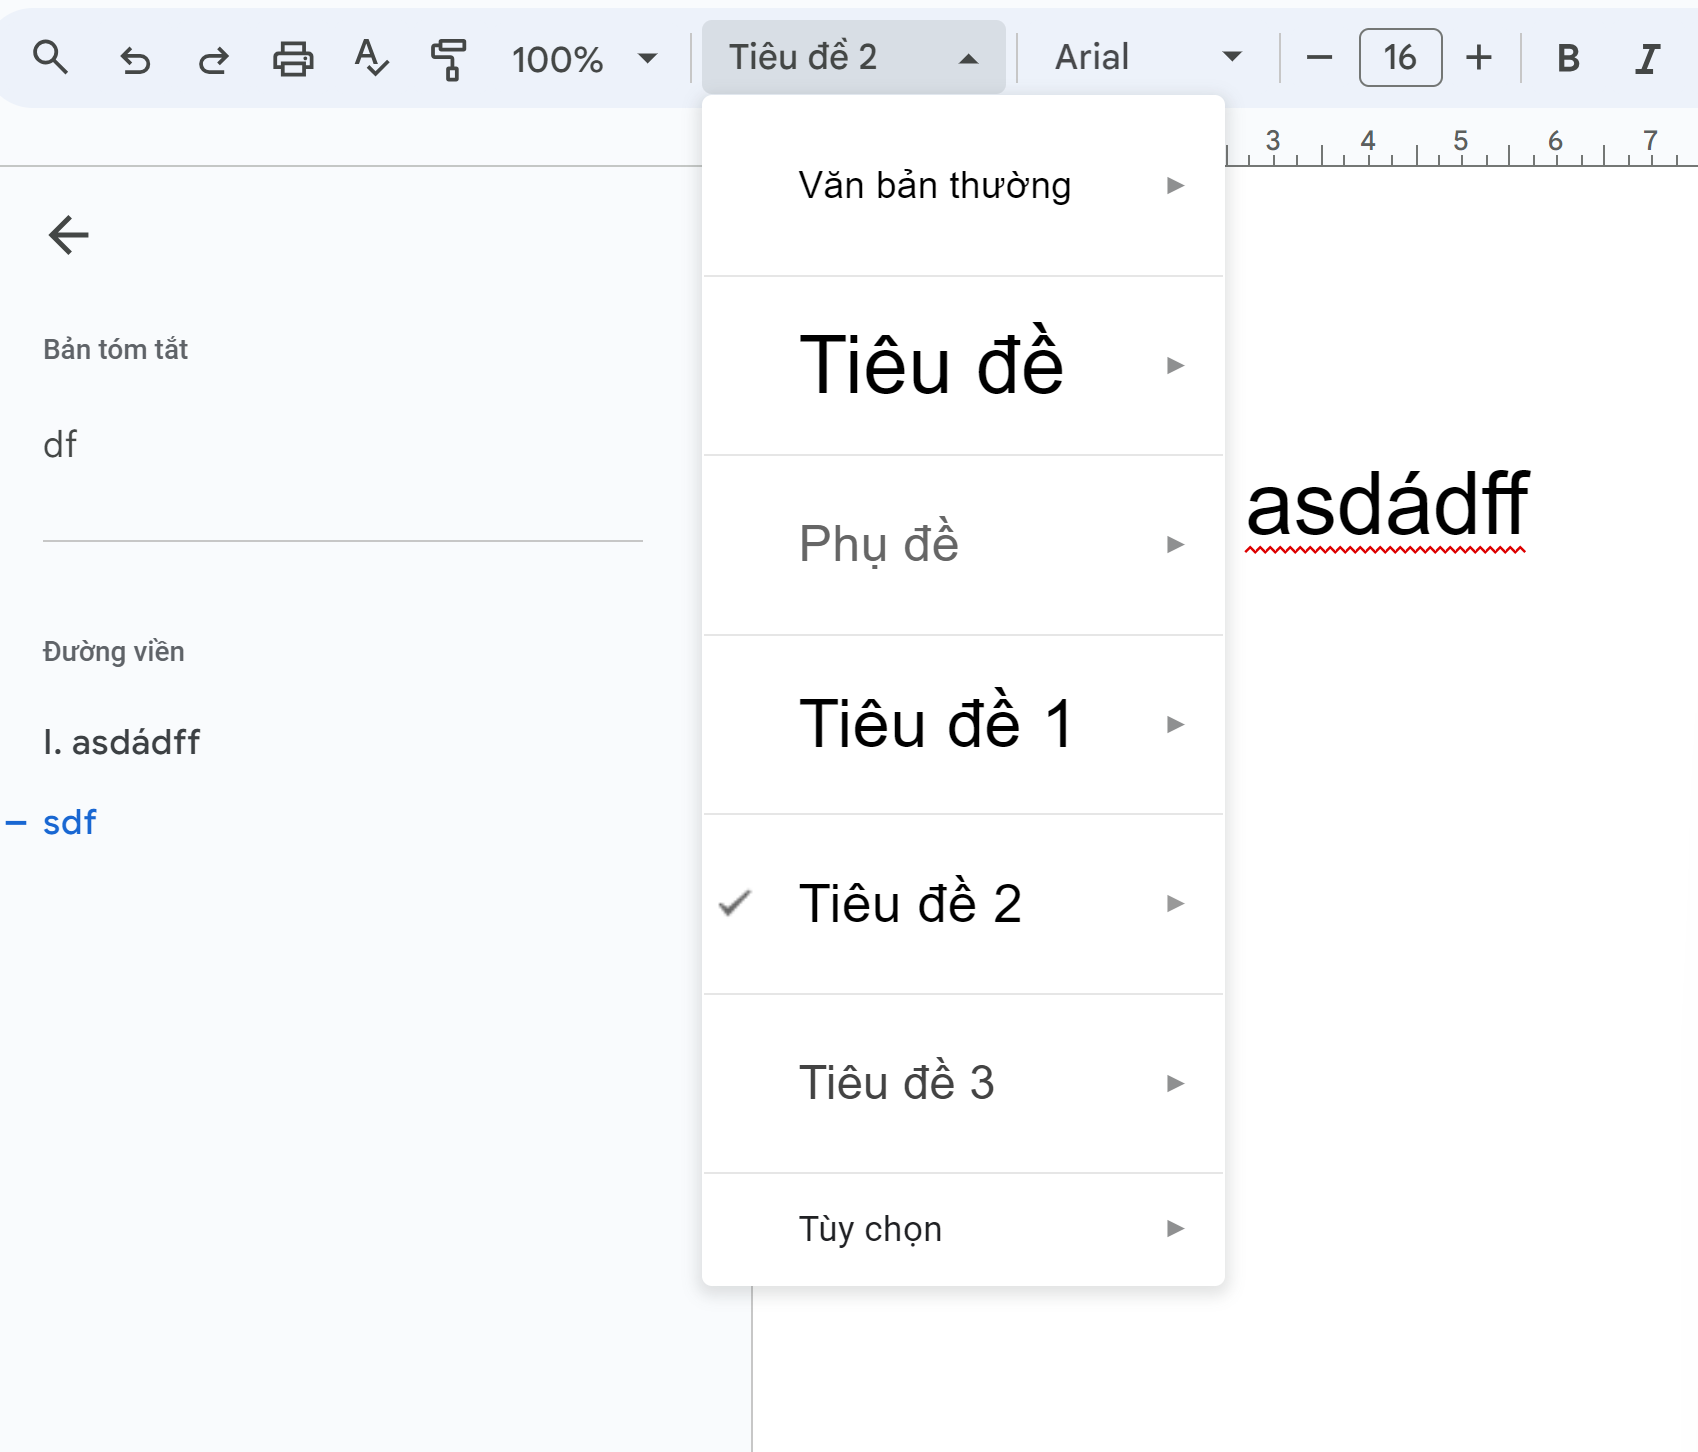 100% Tiêu đề 2 Arial 16 B I
3 4 5 6 7
Văn bản thường
Tiêu đề
Phụ đề
Tiêu đề 1
Tiêu đề 2
Tiêu đề 3
Tùy chọn
Bản tóm tắt
df
Đường viền
I. asdádff
sdf
asdádff